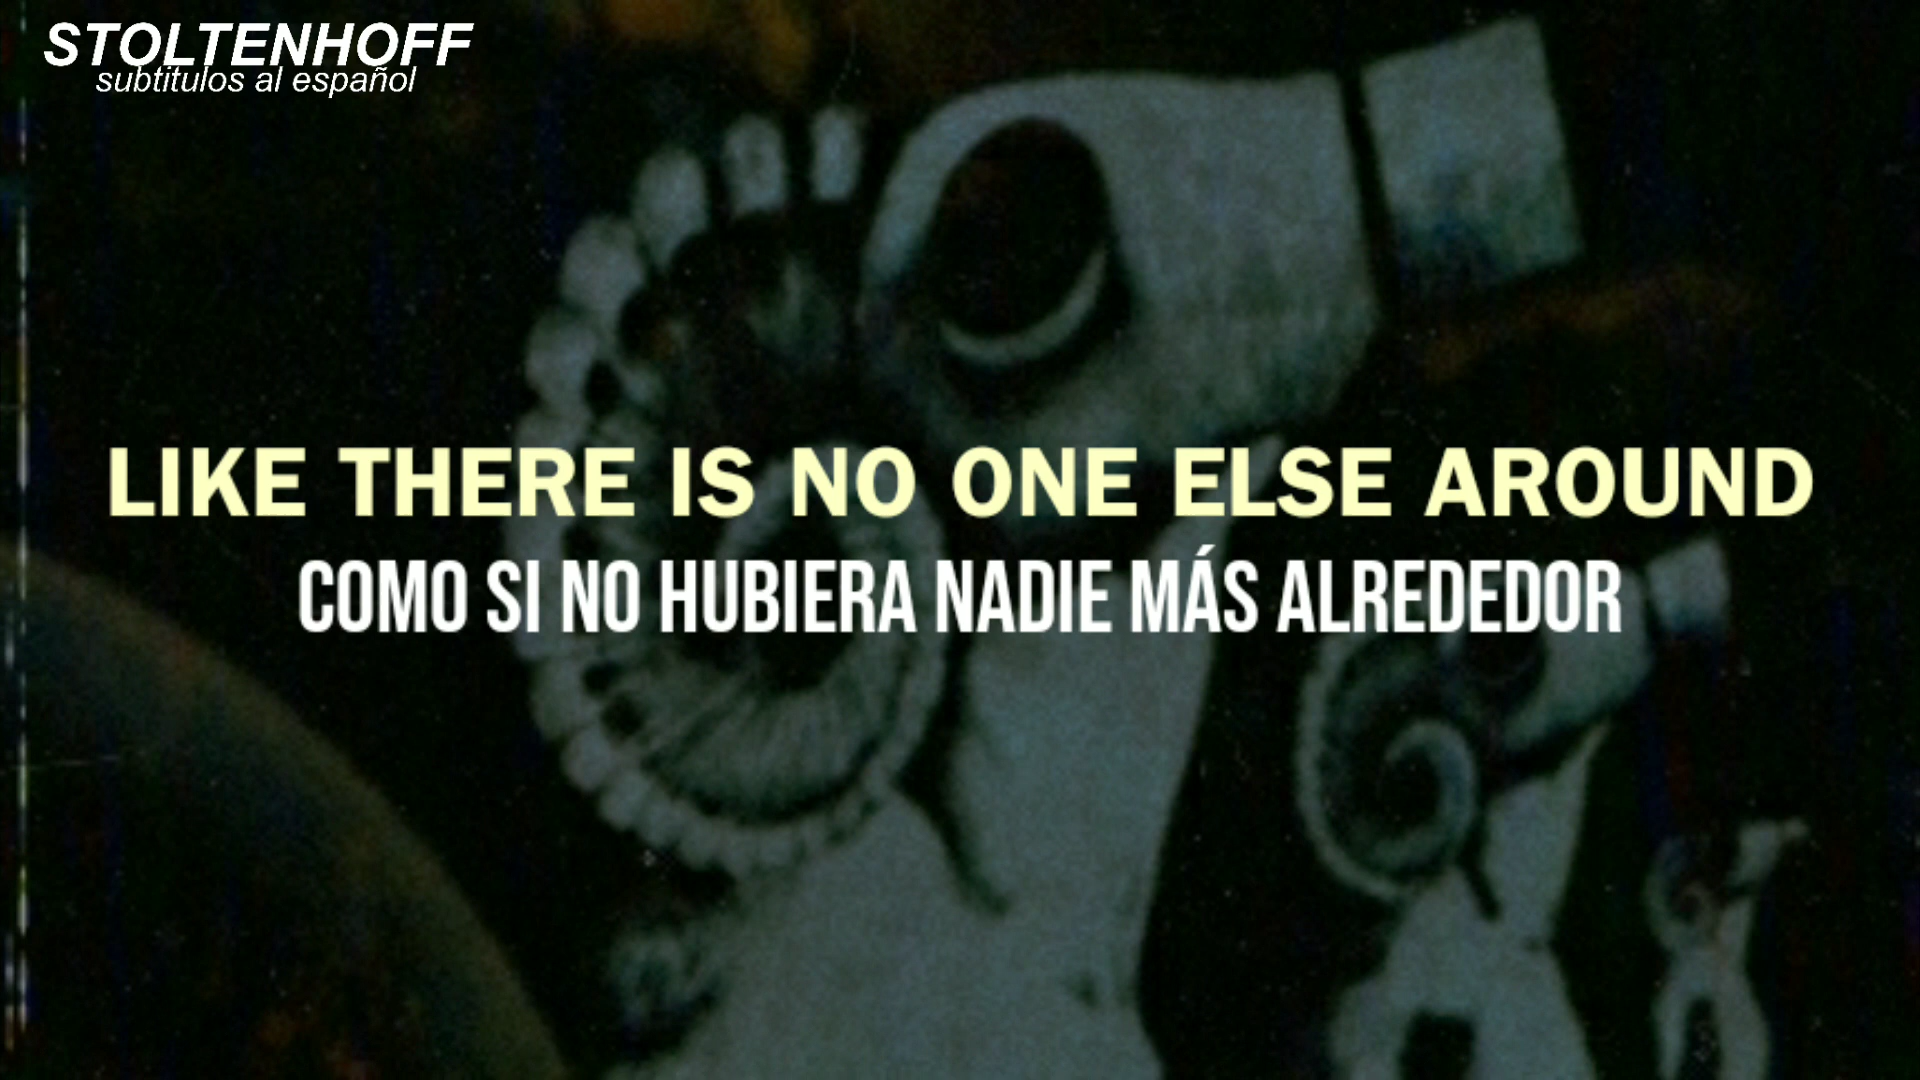 STOLTENHOFF
subtitulos al español
LIKE THERE IS NO ONE ELSE AROUND
COMO SI NO HUBIERA NADIE MÁS ALREDEDOR